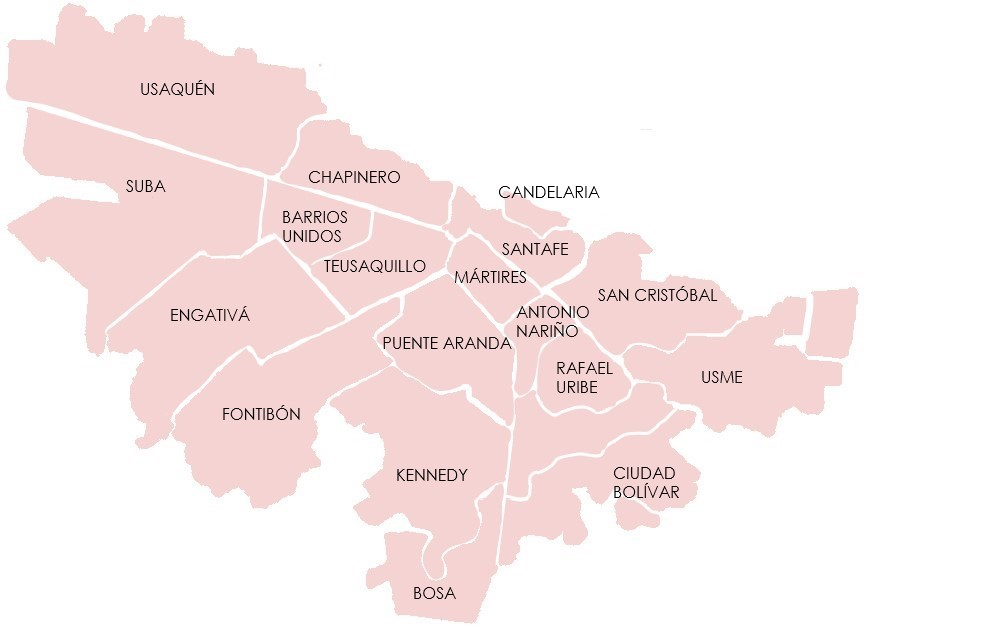 USAQUÉN
CHAPINERO
SUBA
CANDELARIA
BARRIOS
UNIDOS
SANTAFE
TEUSAQUILLO
MÁRTIRES
SAN CRISTÓBAL
ENGATIVÁ
ANTONIO
NARIÑO
PUENTE ARANDA
RAFAEL
URIBE
USME
FONTIBÓN
KENNEDY
CIUDAD
BOLÍVAR
BOSA